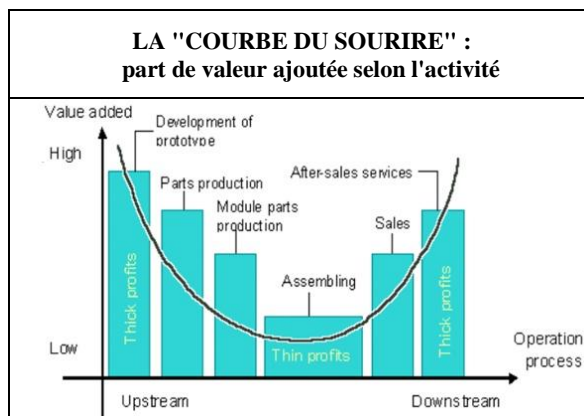 LA "COURBE DU SOURIRE" :
part de valeur ajoutée selon l'activité
Value added
High
Low
Development of
prototype
Parts production
Module parts
production
Assembling
Sales
After-sales services
Thick profits
Thin profits
Thick profits
Operation
process
Upstream
Downstream